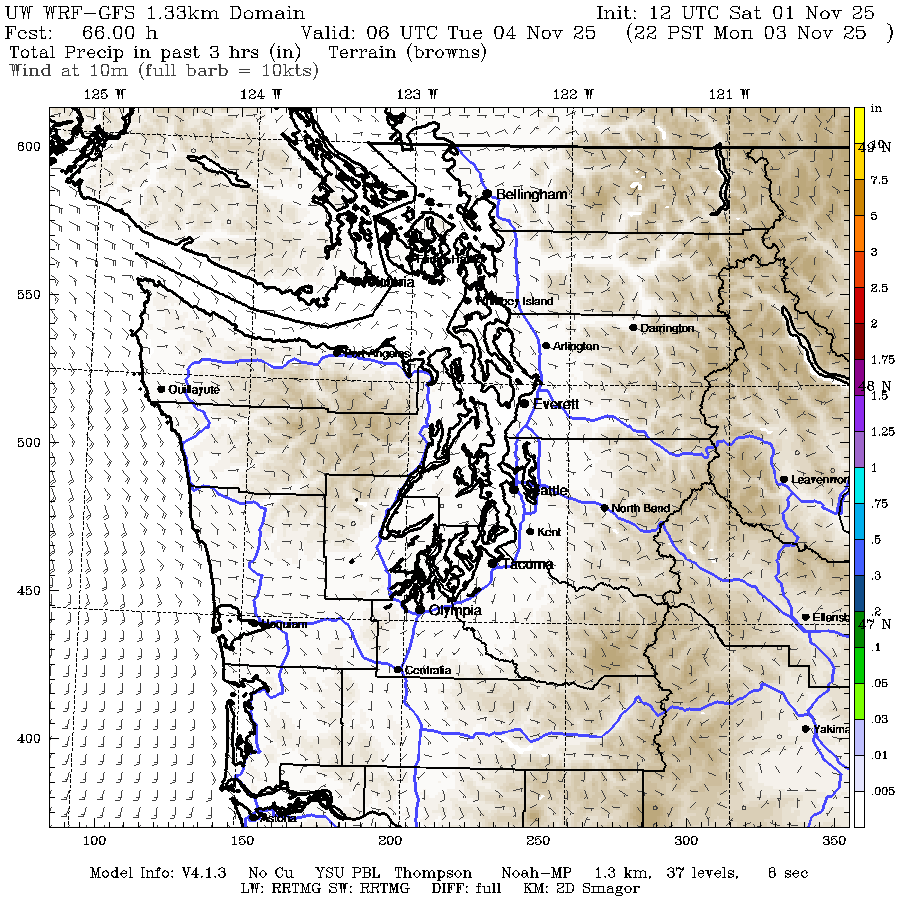 UW WRF-GFS 1.33km Domain Init: 12 UTC Sat 01 Nov 25
Fcst: 66.00 h Valid: 06 UTC Tue 04 Nov 25 (22 PST Mon 03 Nov 25 )
Total Precip in past 3 hrs (in) Terrain (browns)
Wind at 10m (full barb = 10kts)
125 W 124 W 123 W 122 W 121 W
in
600
10
49 N
7.5
Bellingham
5
3
550
2.5
Island
Darrington
2
Arlington
Port Angeles
1.75
Quillayute
48 N
1.5
Everett
1.25
500
1
Leavenwor
.75
North Bend
Kent
.5
Tacoma
.3
450
Olympia
.2
Ellensb
47 N
Hoquiam
.1
Centralia
.05
.03
400
Yakima
.01
.005
Astoria
100 150 200 250 300 350
Model Info: V4.1.3 No Cu YSU PBL Thompson Noah-MP 1.3 km, 37 levels, 8 sec
LW: RRTMG SW: RRTMG DIFF: full KM: 2D Smagor